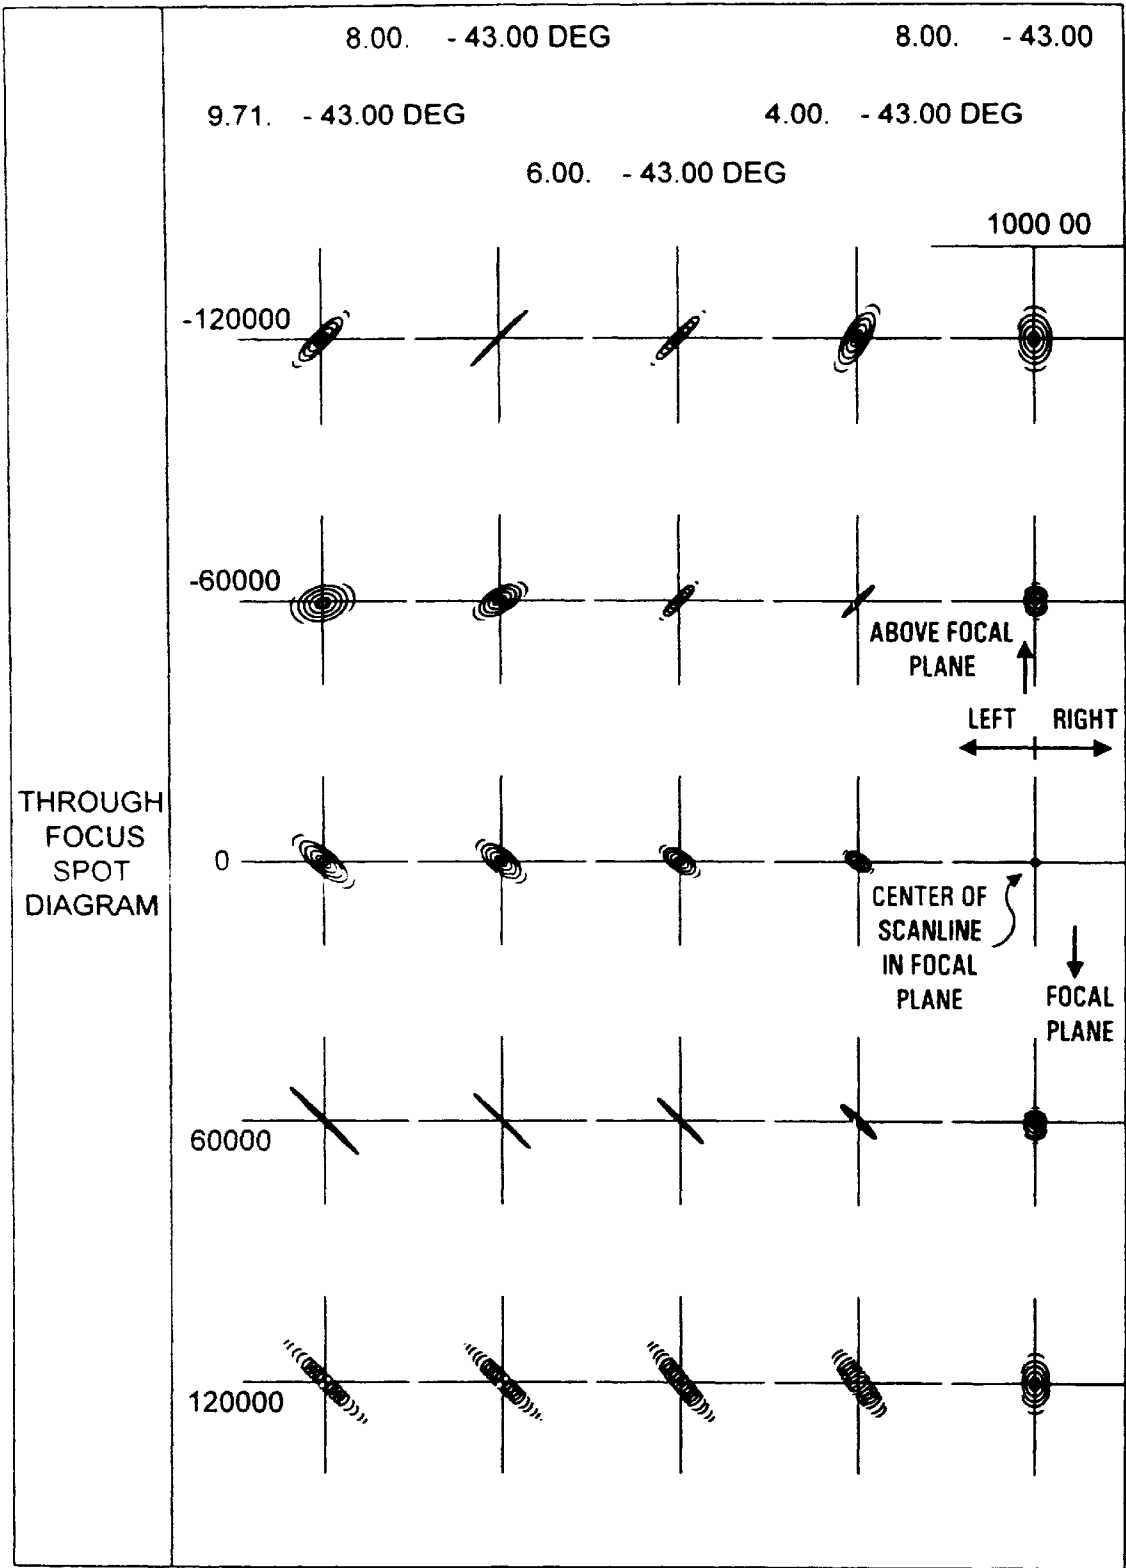 8.00. - 43.00 DEG 8.00. - 43.00
9.71. - 43.00 DEG 4.00. - 43.00 DEG
6.00. - 43.00 DEG
1000 00
-120000
-60000
ABOVE FOCAL
PLANE
LEFT RIGHT
THROUGH
FOCUS
SPOT
DIAGRAM
0
CENTER OF
SCANLINE
IN FOCAL
PLANE
FOCAL
PLANE
60000
120000